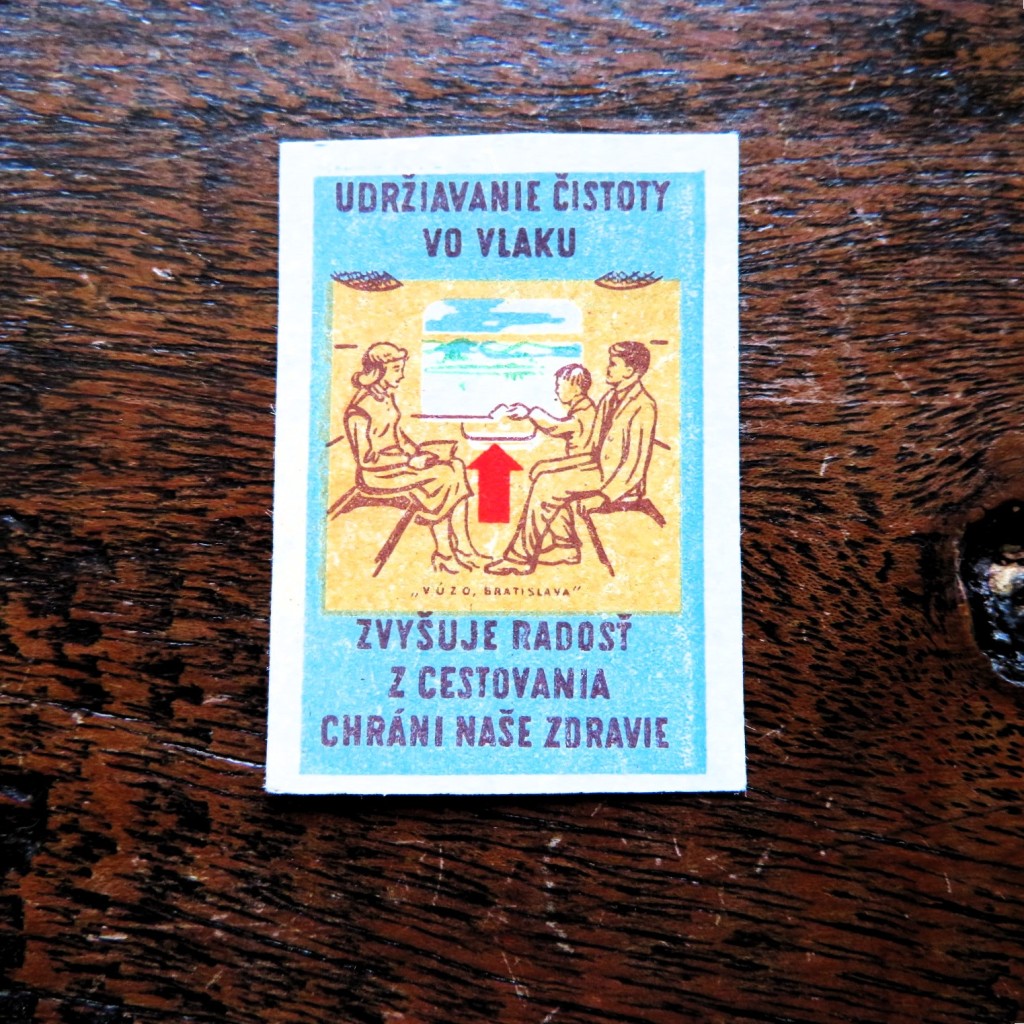 UDRŽIAVANIE ČISTOTY
VO VLAKU
„VÚZO, BRATISLAVA"
ZVYŠUJE RADOSŤ
Z CESTOVANIA
CHRÁNI NAŠE ZDRAVIE